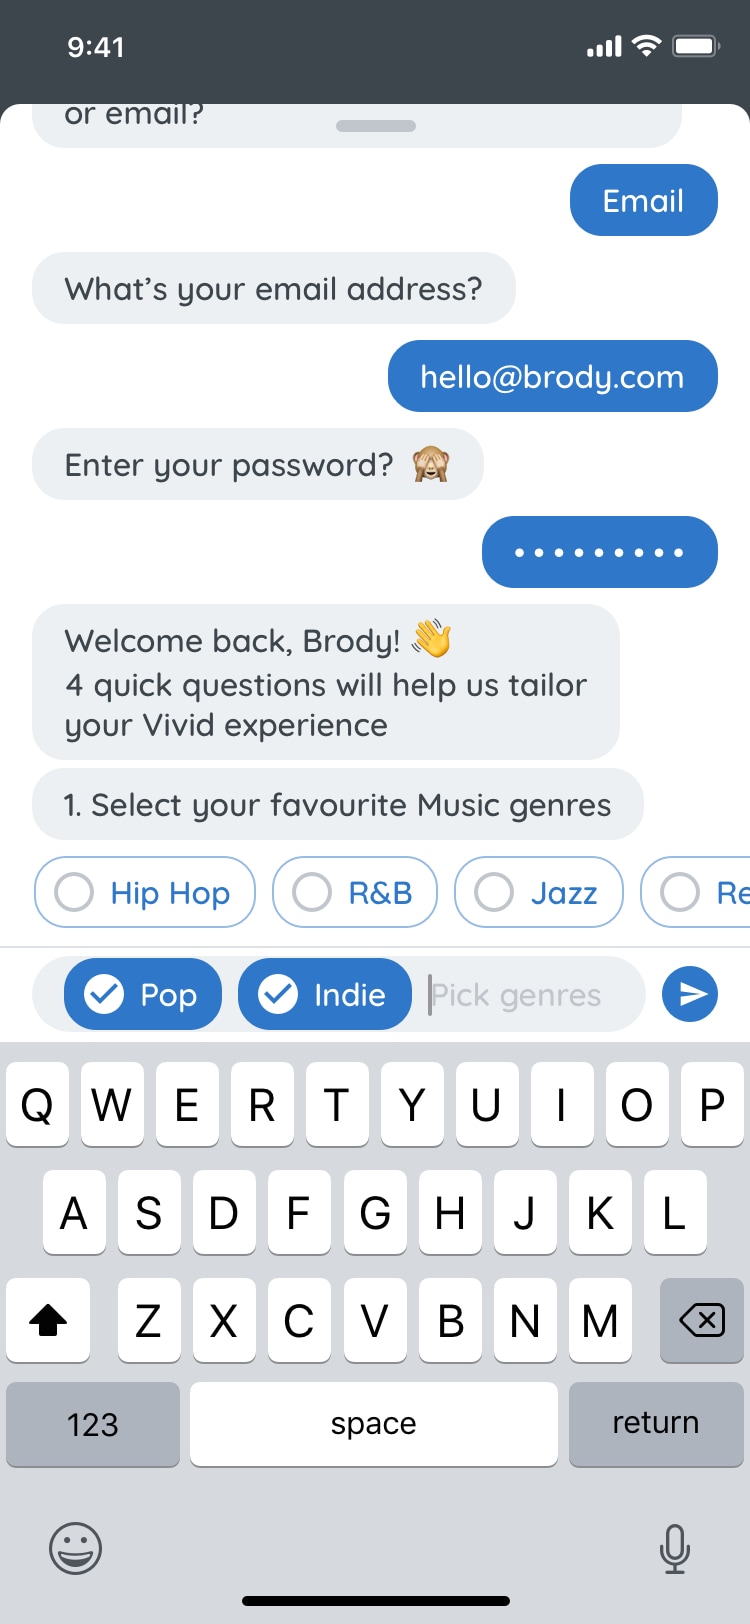 9:41
or email?
Email
What’s your email address?
hello@brody.com
Enter your password? 🙈
•••••••••
Welcome back, Brody! 👋
4 quick questions will help us tailor
your Vivid experience
1. Select your favourite Music genres
Hip Hop R&B Jazz Re
Pop Indie Pick genres
Q W E R T Y U I O P
A S D F G H J K L
Z X C V B N M
123 space return